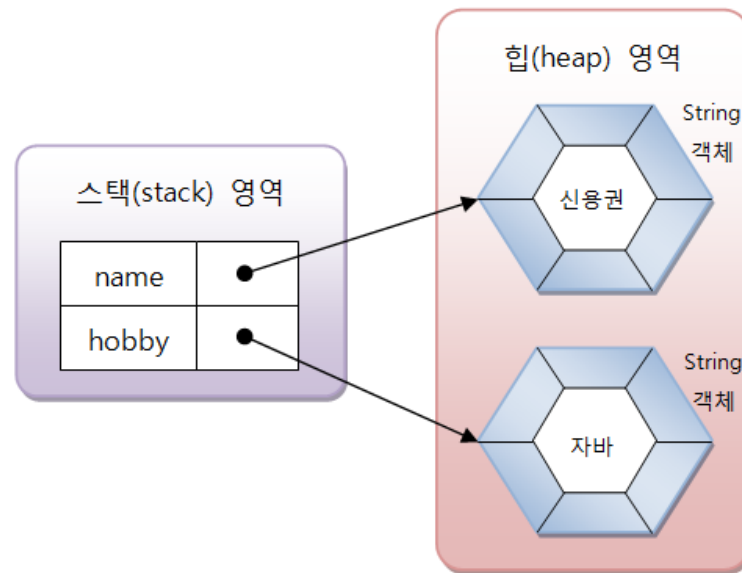 스택(stack) 영역
name
hobby
힙(heap) 영역
String
객체
신용권
String
객체
자바